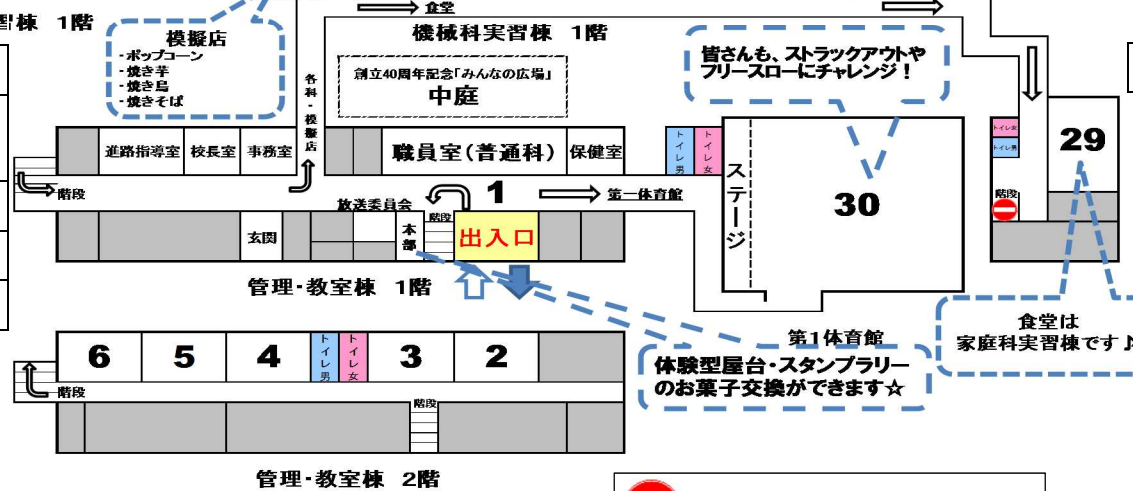 習棟 1階
模擬店
・ポップコーン
・焼き芋
・焼き鳥
・焼きそば
食堂
機械科実習棟 1階
創立40周年記念「みんなの広場」
中庭
各科・模擬店
皆さんも、ストラックアウトや
フリースローにチャレンジ！
進路指導室
校長室
事務室
職員室(普通科)
保健室
トイレ男
トイレ女
ステージ
30
トイレ女
トイレ男
29
階段
階段
1
第一体育館
放送委員会
階段
玄関
本部
出入口
管理・教室棟 1階
第1体育館
食堂は
家庭科実習棟です♪
体験型屋台・スタンプラリー
のお菓子交換ができます☆
6
5
4
トイレ男
トイレ女
3
2
階段
階段
管理・教室棟 2階